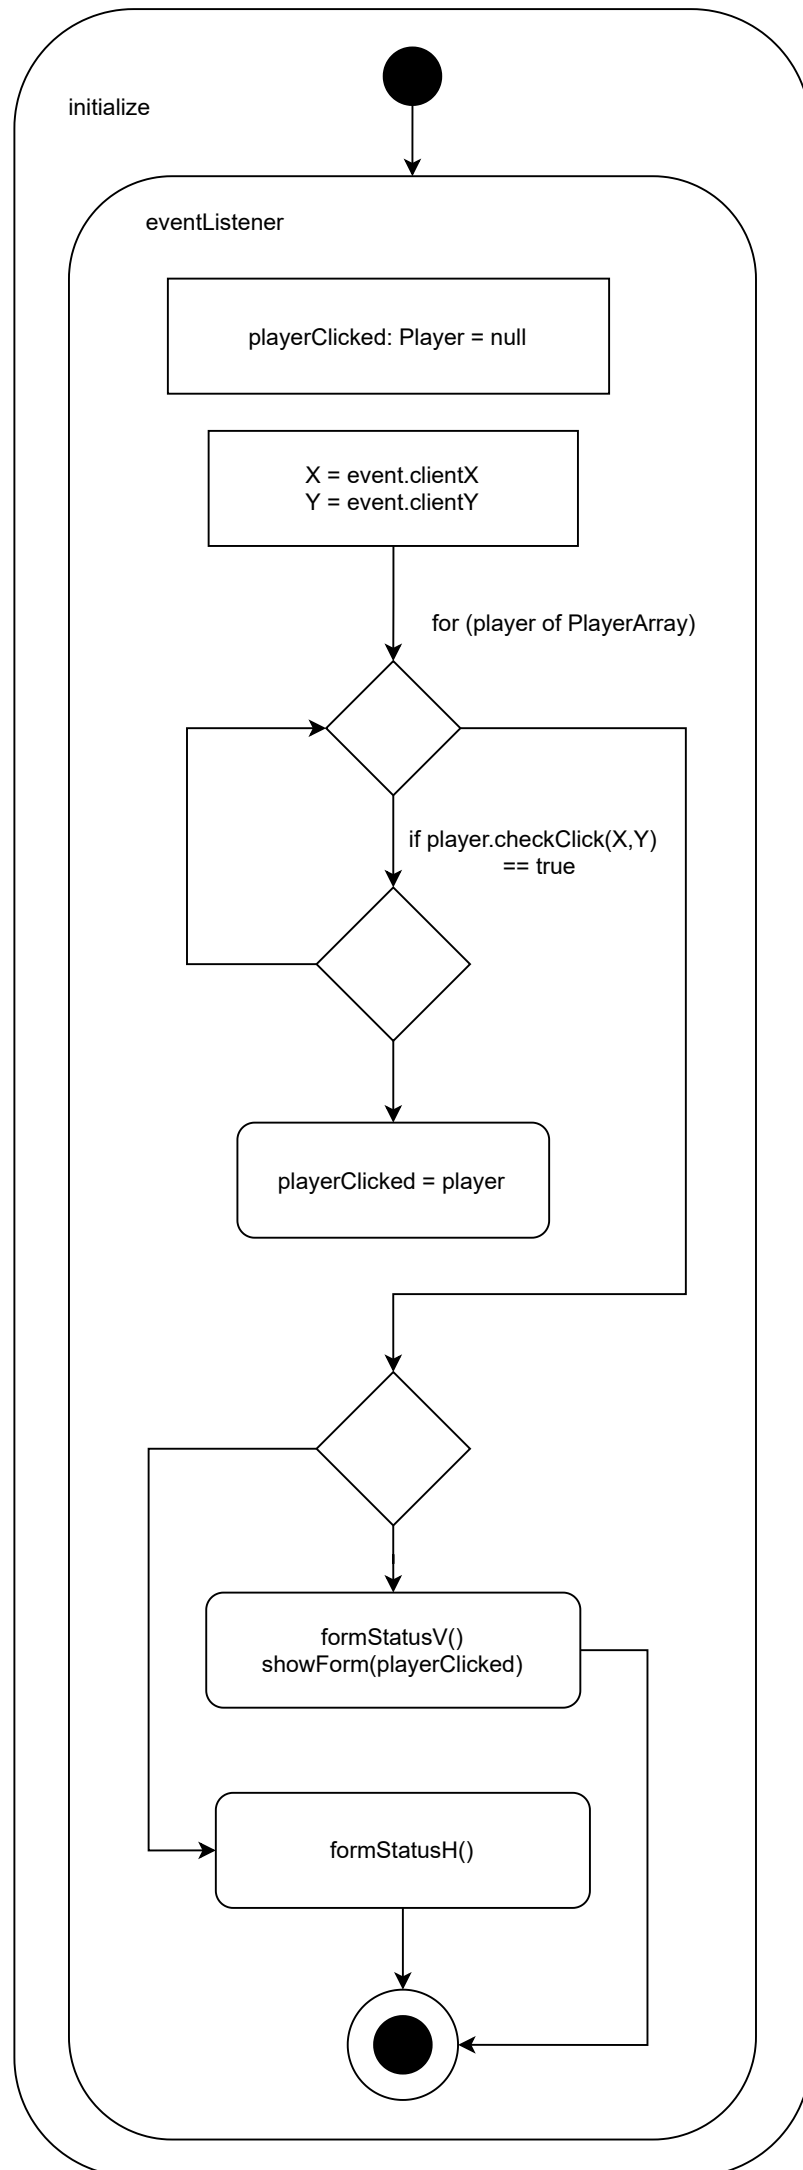 initialize
eventListener
playerClicked: Player = null
X = event.clientX
Y = event.clientY
for (player of PlayerArray)
if player.checkClick(X,Y)
== true
playerClicked = player
formStatusV()
showForm(playerClicked)
formStatusH()